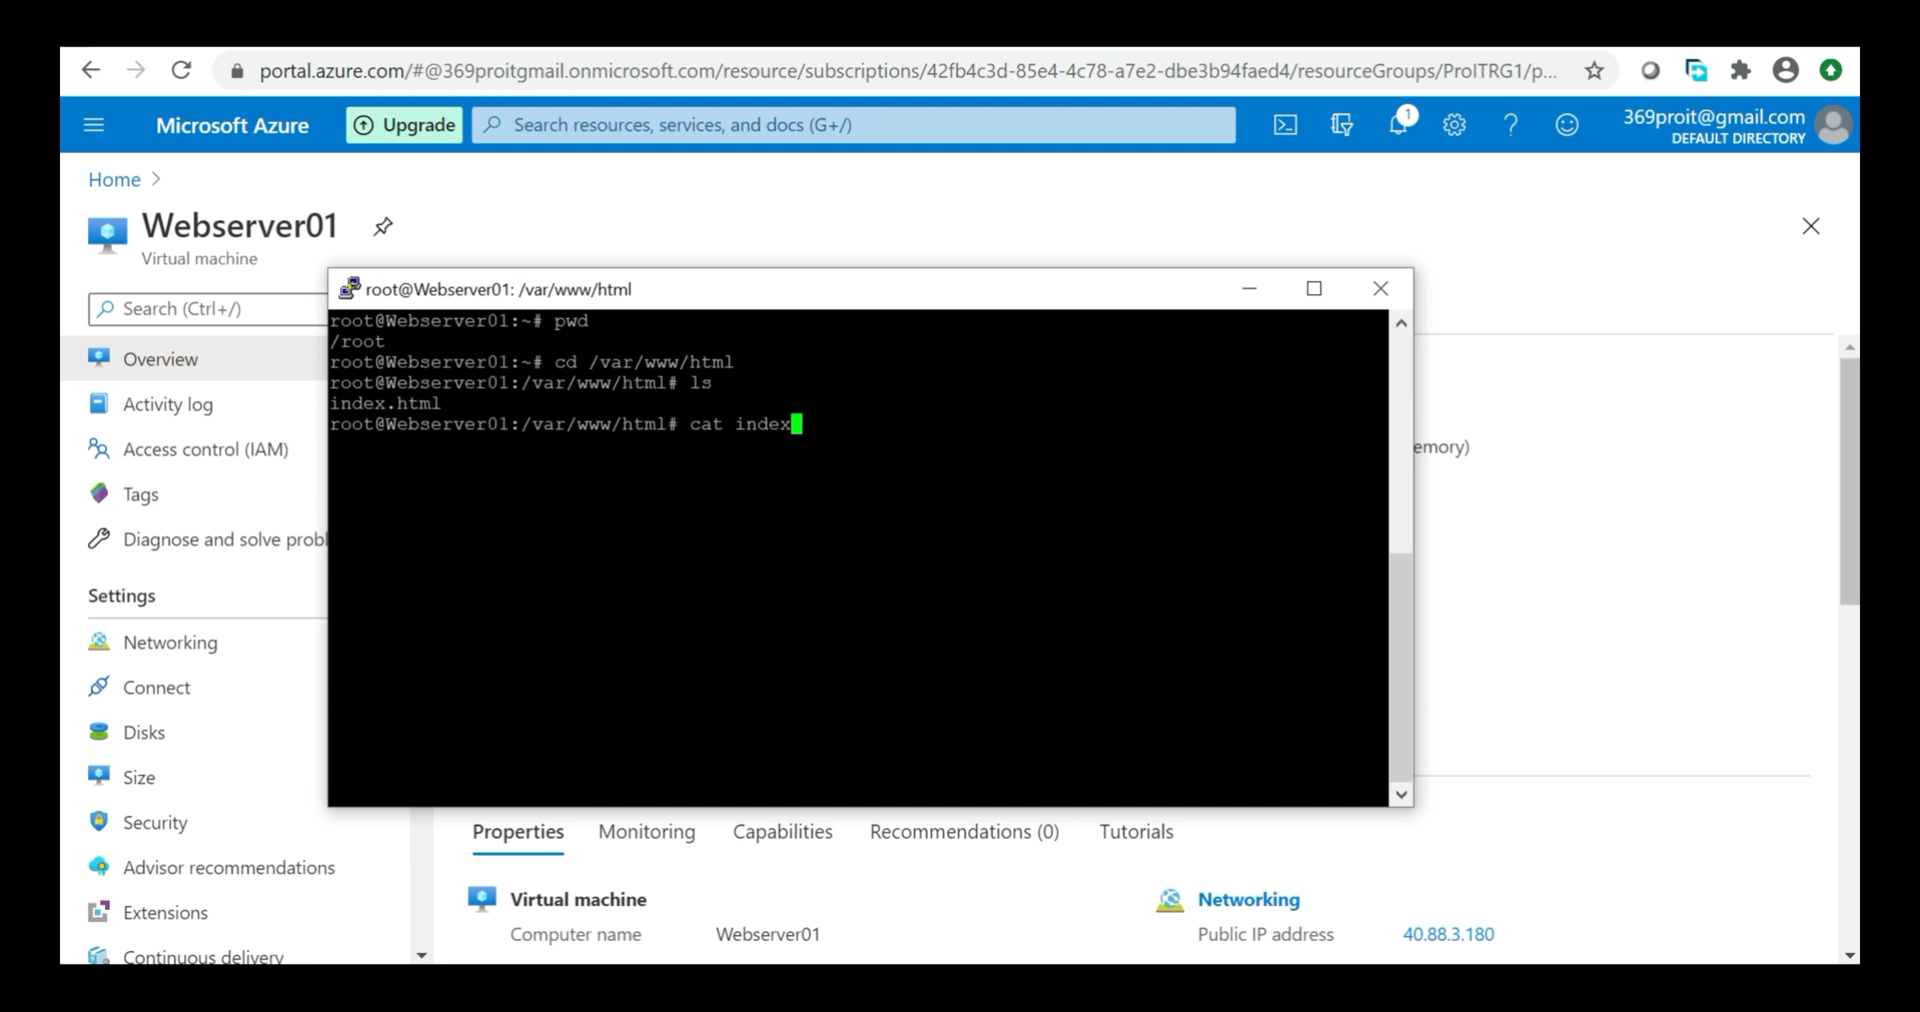 portal.azure.com/#@369proitgmail.onmicrosoft.com/resource/subscriptions/42fb4c3d-85e4-4c78-a7e2-dbe3b94faed4/resourceGroups/ProITRG1/p...
Microsoft Azure
Upgrade
Search resources, services, and docs (G+/)
1
369proit@gmail.com
DEFAULT DIRECTORY
Home >
Webserver01
Virtual machine
Search (Ctrl+/)
root@Webserver01: /var/www/html
root@Webserver01:~# pwd
/root
root@Webserver01:~# cd /var/www/html
root@Webserver01:/var/www/html# ls
index.html
root@Webserver01:/var/www/html# cat index
emory)
Overview
Activity log
Access control (IAM)
Tags
Diagnose and solve probl
Settings
Networking
Connect
Disks
Size
Security
Advisor recommendations
Extensions
Continuous delivery
Properties Monitoring Capabilities Recommendations (0) Tutorials
Virtual machine
Computer name Webserver01
Networking
Public IP address 40.88.3.180